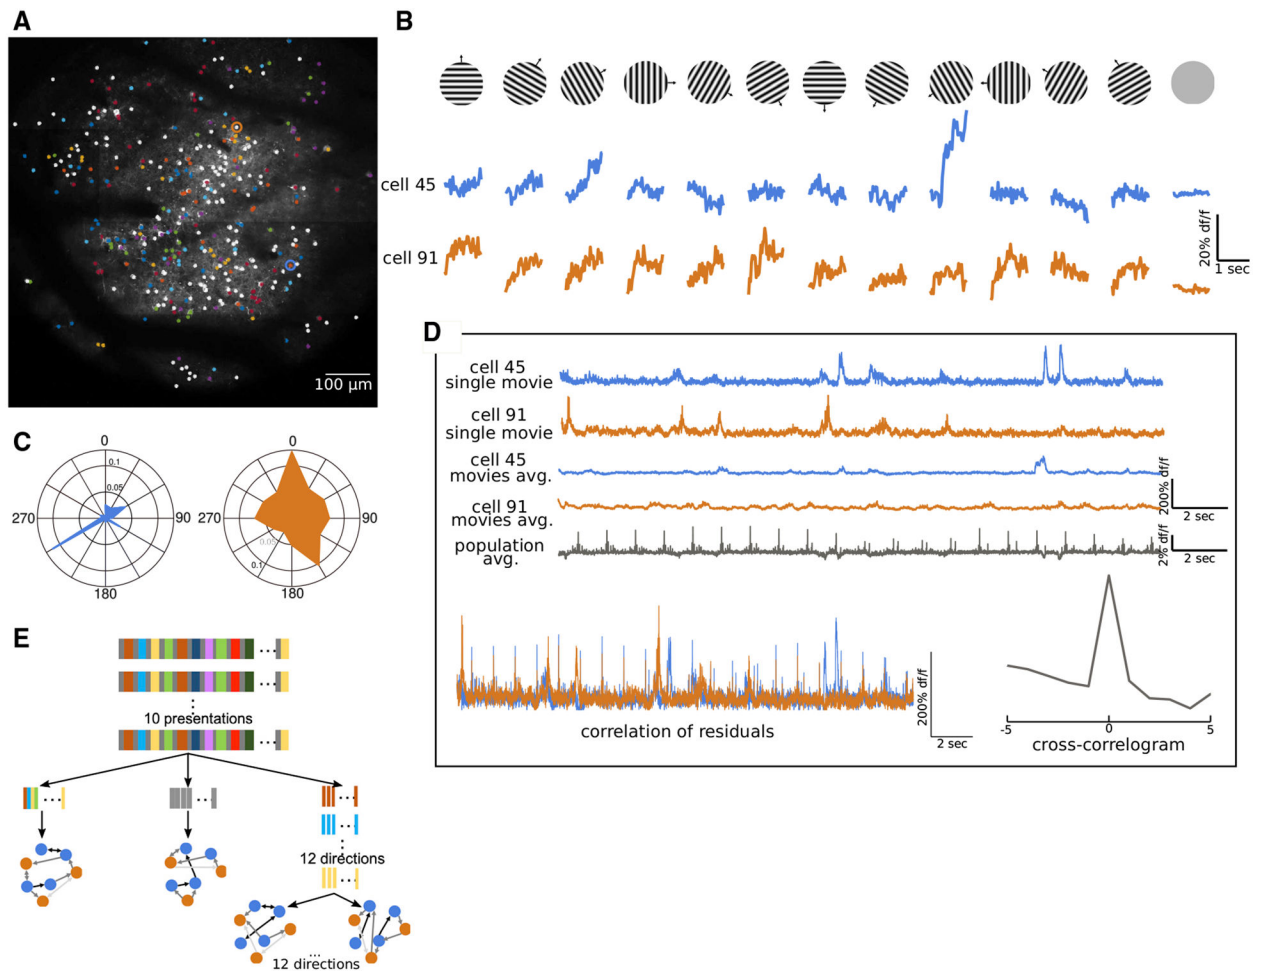 A
100 µm
B
cell 45
cell 91
20% df/f
1 sec
C
0
0.1
0.05
270
90
180
0
270
90
0.05
0.1
180
D
cell 45
single movie
cell 91
single movie
cell 45
movies avg.
cell 91
movies avg.
population
avg.
200% df/f
2 sec
2% df/f
2 sec
200% df/f
2 sec
correlation of residuals
-5
0
5
cross-correlogram
E
10 presentations
12 directions
12 directions